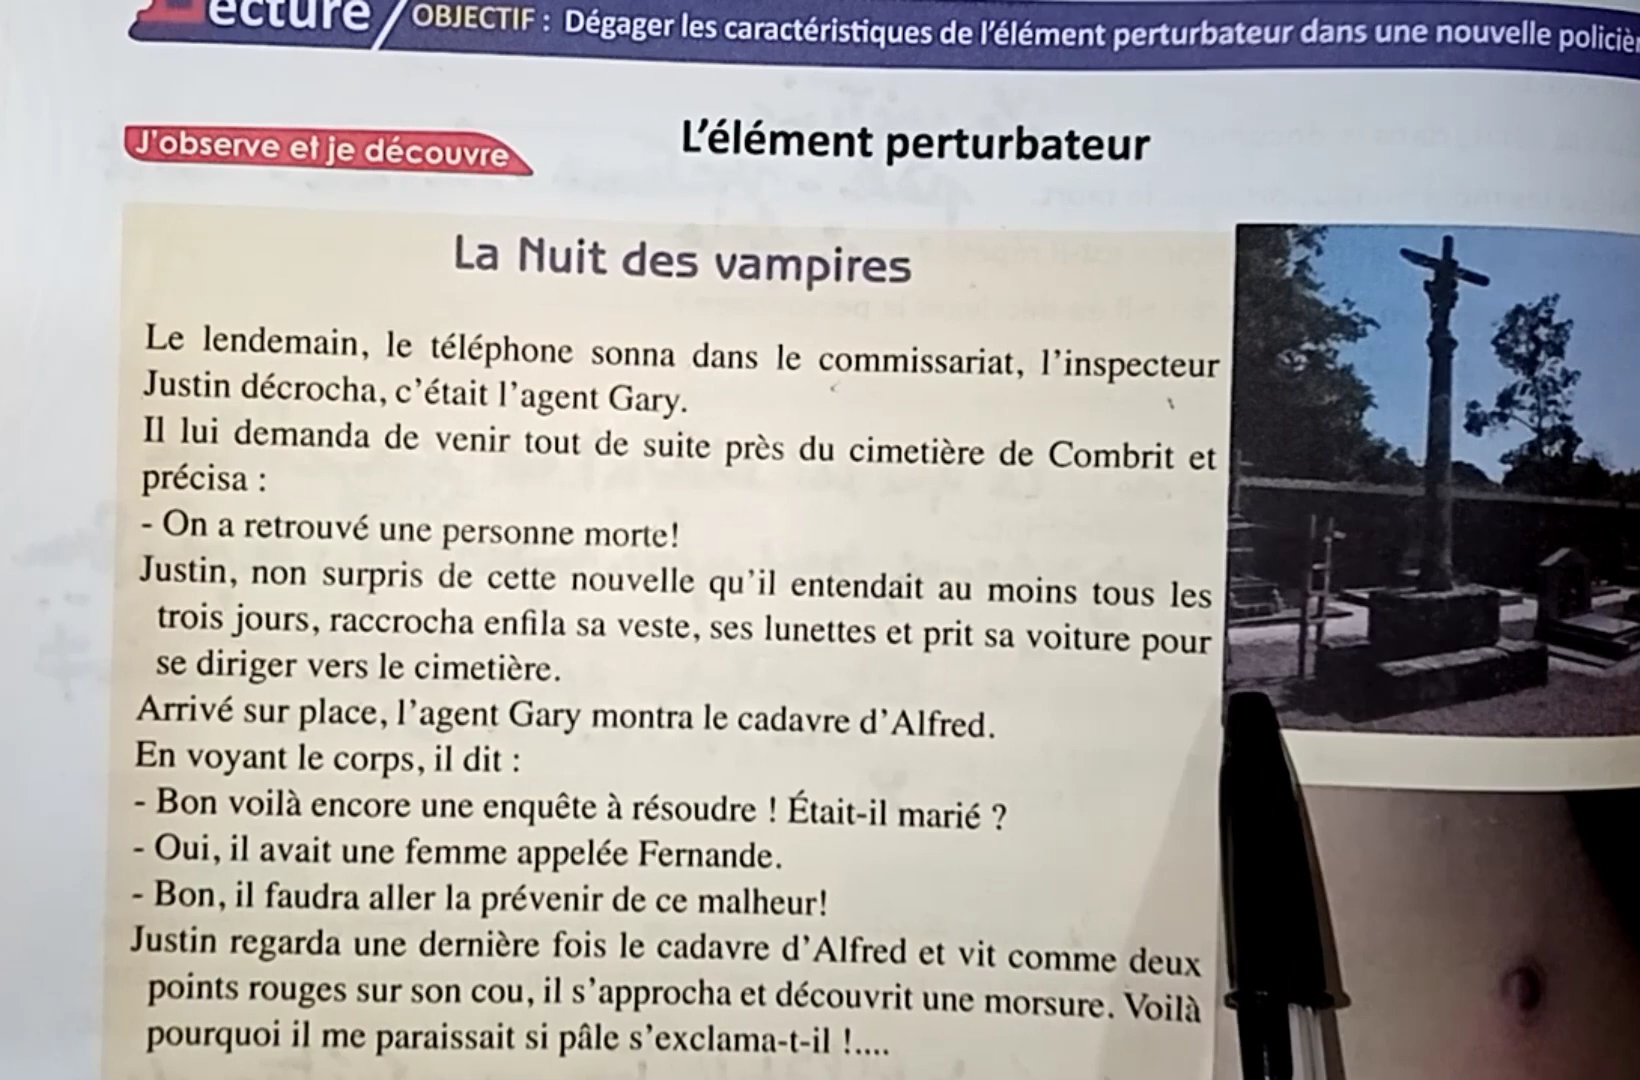 ecture / OBJECTIF : Dégager les caractéristiques de l'élément perturbateur dans une nouvelle policièr
J'observe et je découvre
L'élément perturbateur
La Nuit des vampires
Le lendemain, le téléphone sonna dans le commissariat, l'inspecteur
Justin décrocha, c'était l'agent Gary.
Il lui demanda de venir tout de suite près du cimetière de Combrit et
précisa :
- On a retrouvé une personne morte!
Justin, non surpris de cette nouvelle qu'il entendait au moins tous les
trois jours, raccrocha enfila sa veste, ses lunettes et prit sa voiture pour
se diriger vers le cimetière.
Arrivé sur place, l'agent Gary montra le cadavre d'Alfred.
En voyant le corps, il dit :
- Bon voilà encore une enquête à résoudre ! Était-il marié ?
- Oui, il avait une femme appelée Fernande.
- Bon, il faudra aller la prévenir de ce malheur!
Justin regarda une dernière fois le cadavre d'Alfred et vit comme deux
points rouges sur son cou, il s'approcha et découvrit une morsure. Voilà
pourquoi il me paraissait si pâle s'exclama-t-il !....